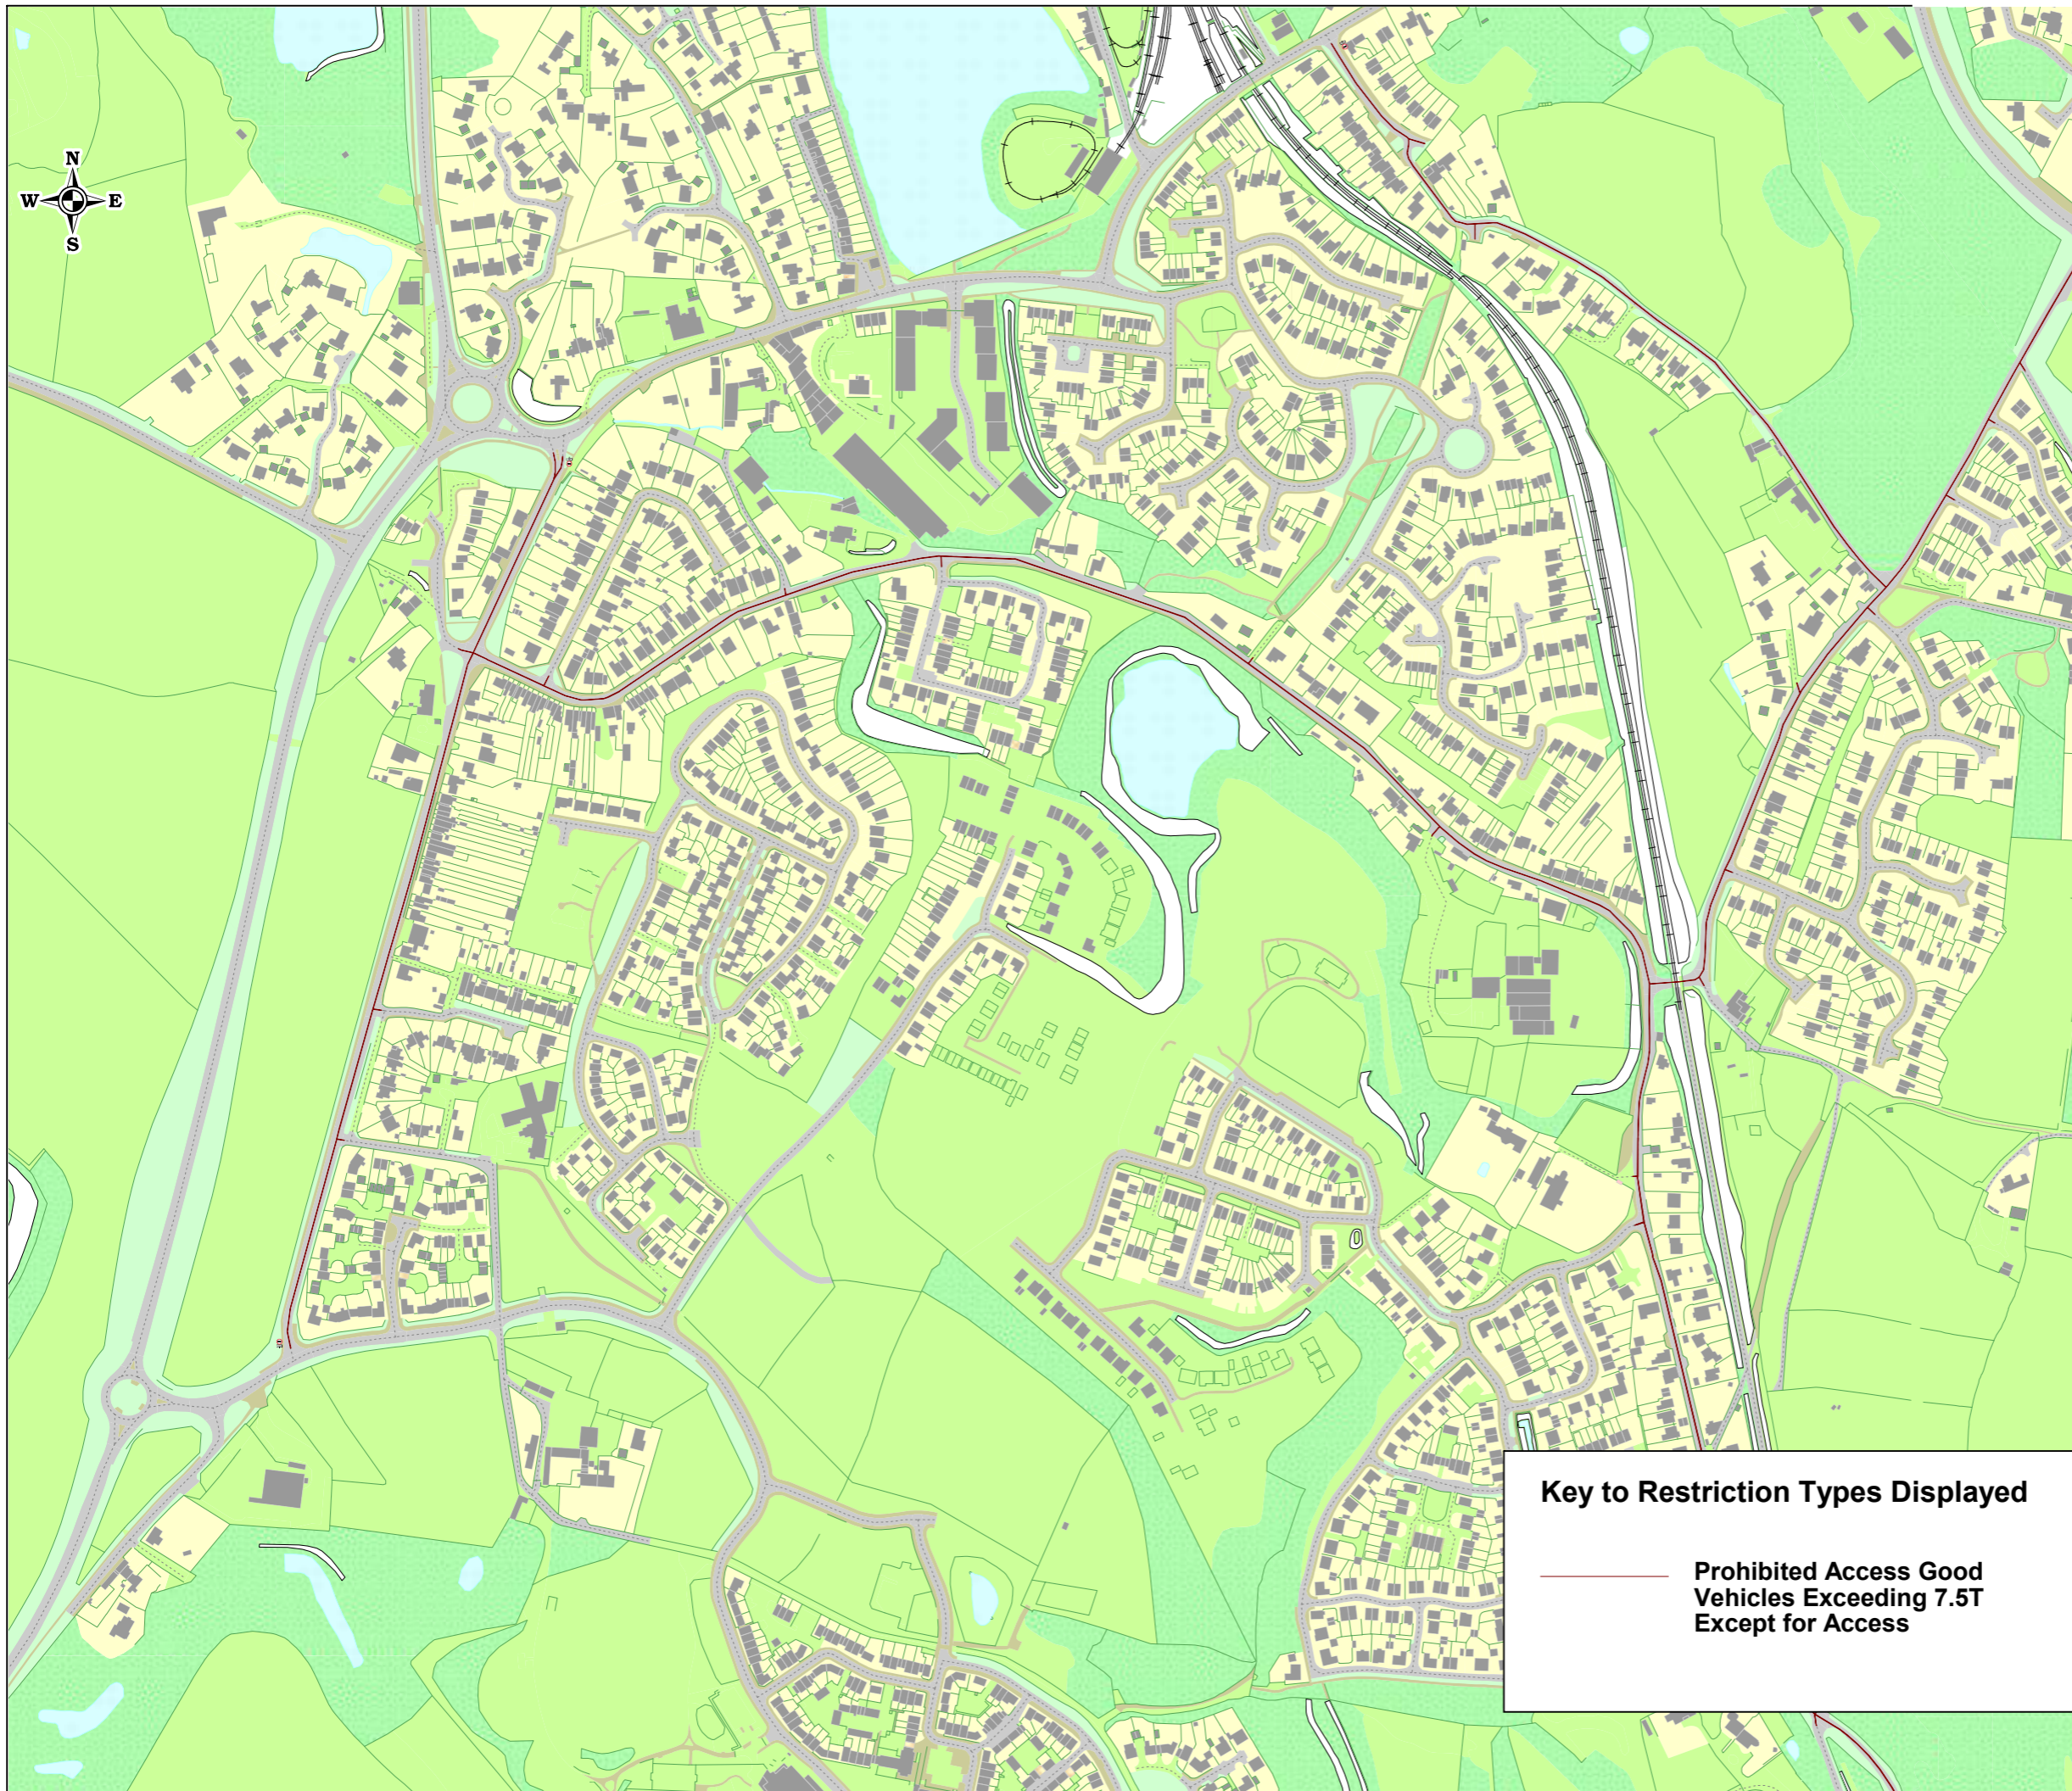 N
W E
S
Key to Restriction Types Displayed
Prohibited Access Good
Vehicles Exceeding 7.5T
Except for Access